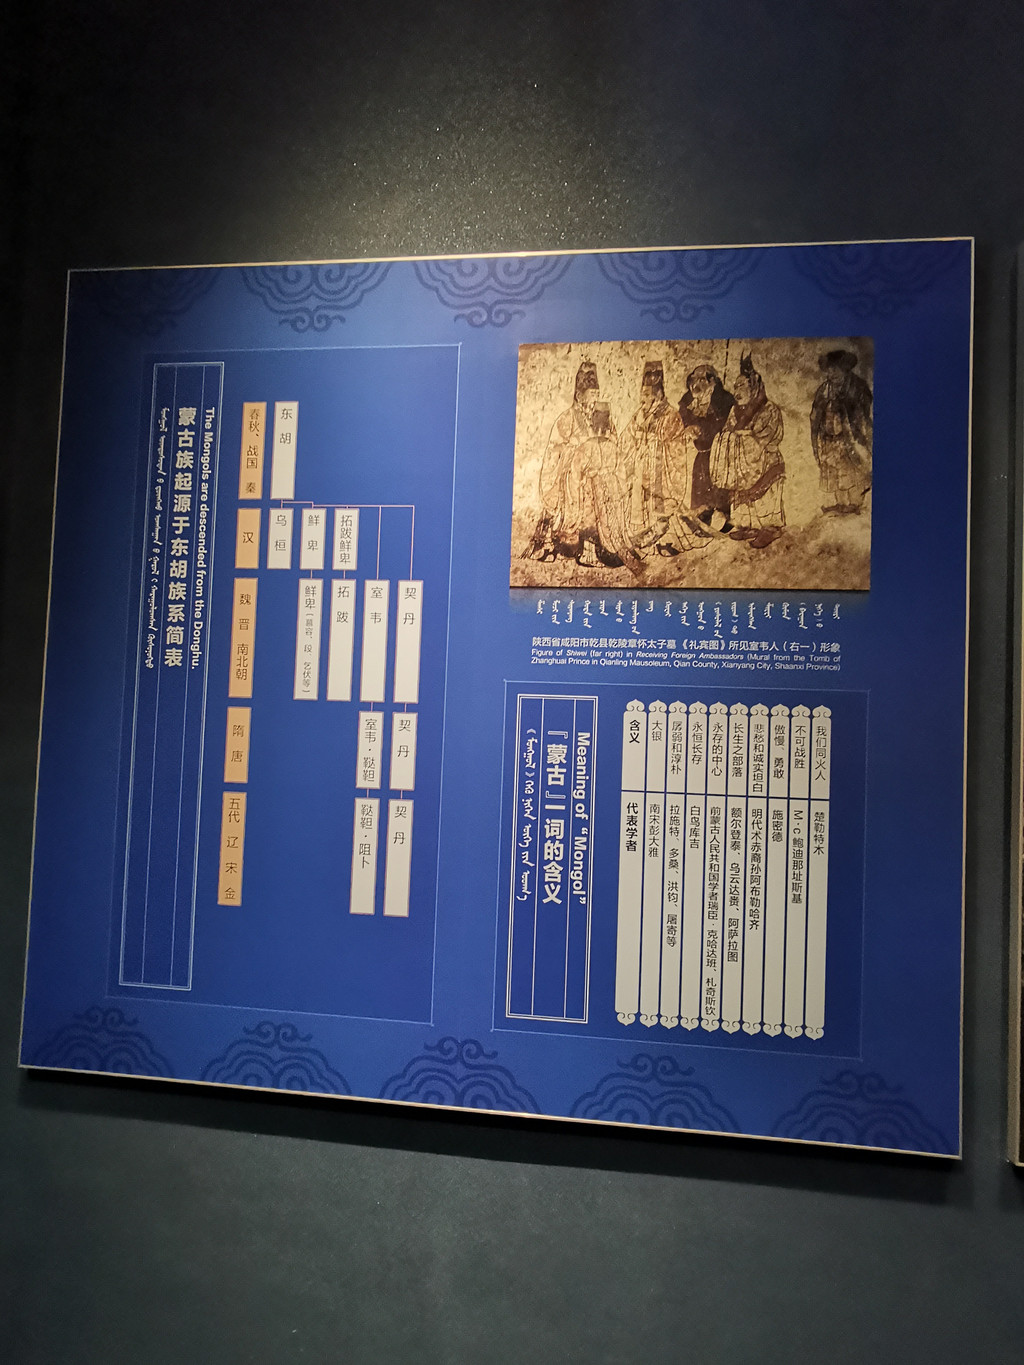 The Mongols are descended from the Donghu.
蒙古族起源于东胡族系简表
春秋、战国 秦
东胡
汉
乌桓
鲜卑
拓跋鲜卑
魏 晋 南北朝
鲜卑（慕容、段、乞伏等）
拓跋
室韦
契丹
隋 唐
室韦·鞑靼
契丹
五代 辽 宋 金
鞑靼·阻卜
契丹
陕西省咸阳市乾县乾陵章怀太子墓《礼宾图》所见室韦人（右一）形象
Figure of Shiwei (far right) in Receiving Foreign Ambassadors (Mural from the Tomb of
Zhanghuai Prince in Qianling Mausoleum, Qian County, Xianyang City, Shaanxi Province)
Meaning of “Mongol”
『蒙古』一词的含义
含义
代表学者
大银
南宋彭大雅
孱弱和淳朴
拉施特、多桑、洪钧、屠寄等
永恒长存
白鸟库吉
永存的中心
前蒙古人民共和国学者瑞臣·克哈达班、札奇斯钦
长生之部落
额尔登泰、乌云达赉、阿萨拉图
悲愁和诚实坦白
明代术赤裔孙阿布勒哈齐
傲慢、勇敢
施密德
不可战胜
M·c鲍迪那址斯基
我们同火人
楚勒特木